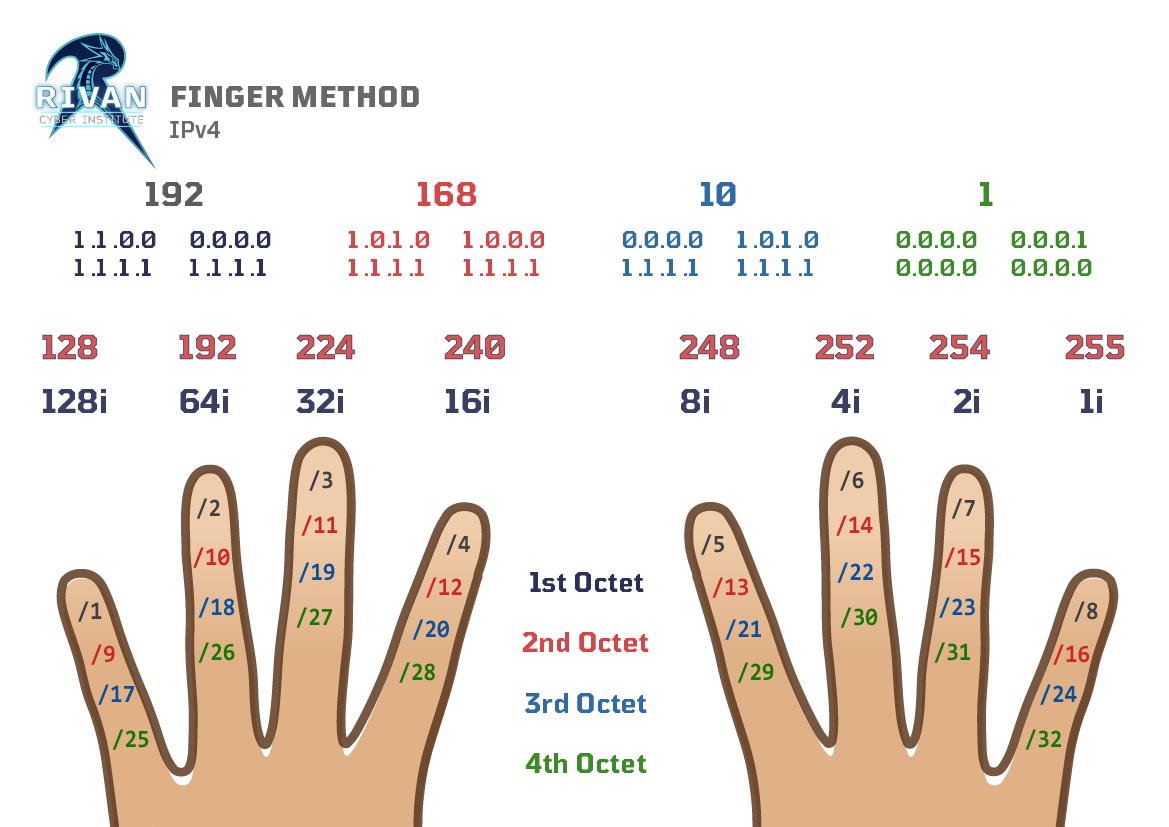 RIVAN
CYBER INSTITUTE
FINGER METHOD
IPv4
192 168 10 1
1.1.0.0 0.0.0.0 1.0.1.0 1.0.0.0 0.0.0.0 1.0.1.0 0.0.0.0 0.0.0.1
1.1.1.1 1.1.1.1 1.1.1.1 1.1.1.1 1.1.1.1 1.1.1.1 0.0.0.0 0.0.0.0
128 192 224 240 248 252 254 255
128i 64i 32i 16i 8i 4i 2i 1i
/1 /2 /3 /4 /5 /6 /7 /8
/9 /10 /11 /12 /13 /14 /15 /16
/17 /18 /19 /20 /21 /22 /23 /24
/25 /26 /27 /28 /29 /30 /31 /32
1st Octet
2nd Octet
3rd Octet
4th Octet